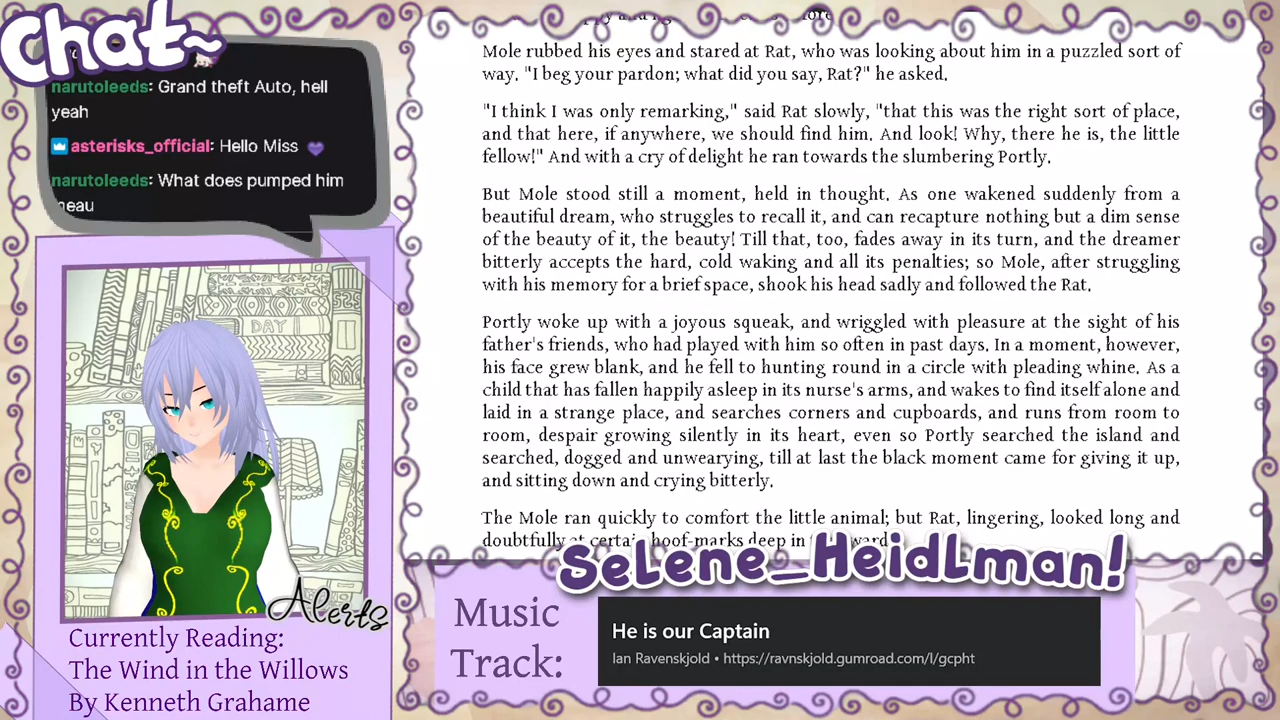 Chat~
narutoleeds: Grand theft Auto, hell
yeah
asterisks_official: Hello Miss 💜
narutoleeds: What does pumped him
meau
DAY
Alerts
Currently Reading:
The Wind in the Willows
By Kenneth Grahame
Mole rubbed his eyes and stared at Rat, who was looking about him in a puzzled sort of
way. "I beg your pardon; what did you say, Rat?" he asked.
"I think I was only remarking," said Rat slowly, "that this was the right sort of place,
and that here, if anywhere, we should find him. And look! Why, there he is, the little
fellow!" And with a cry of delight he ran towards the slumbering Portly.
But Mole stood still a moment, held in thought. As one wakened suddenly from a
beautiful dream, who struggles to recall it, and can recapture nothing but a dim sense
of the beauty of it, the beauty! Till that, too, fades away in its turn, and the dreamer
bitterly accepts the hard, cold waking and all its penalties; so Mole, after struggling
with his memory for a brief space, shook his head sadly and followed the Rat.
Portly woke up with a joyous squeak, and wriggled with pleasure at the sight of his
father's friends, who had played with him so often in past days. In a moment, however,
his face grew blank, and he fell to hunting round in a circle with pleading whine. As a
child that has fallen happily asleep in its nurse's arms, and wakes to find itself alone and
laid in a strange place, and searches corners and cupboards, and runs from room to
room, despair growing silently in its heart, even so Portly searched the island and
searched, dogged and unwearying, till at last the black moment came for giving it up,
and sitting down and crying bitterly.
The Mole ran quickly to comfort the little animal; but Rat, lingering, looked long and
doubtfully at certain hoof-marks deep in
Selene_Heidlman!
Music
Track:
He is our Captain
Ian Ravenskjold • https://ravnskjold.gumroad.com/l/gcpht